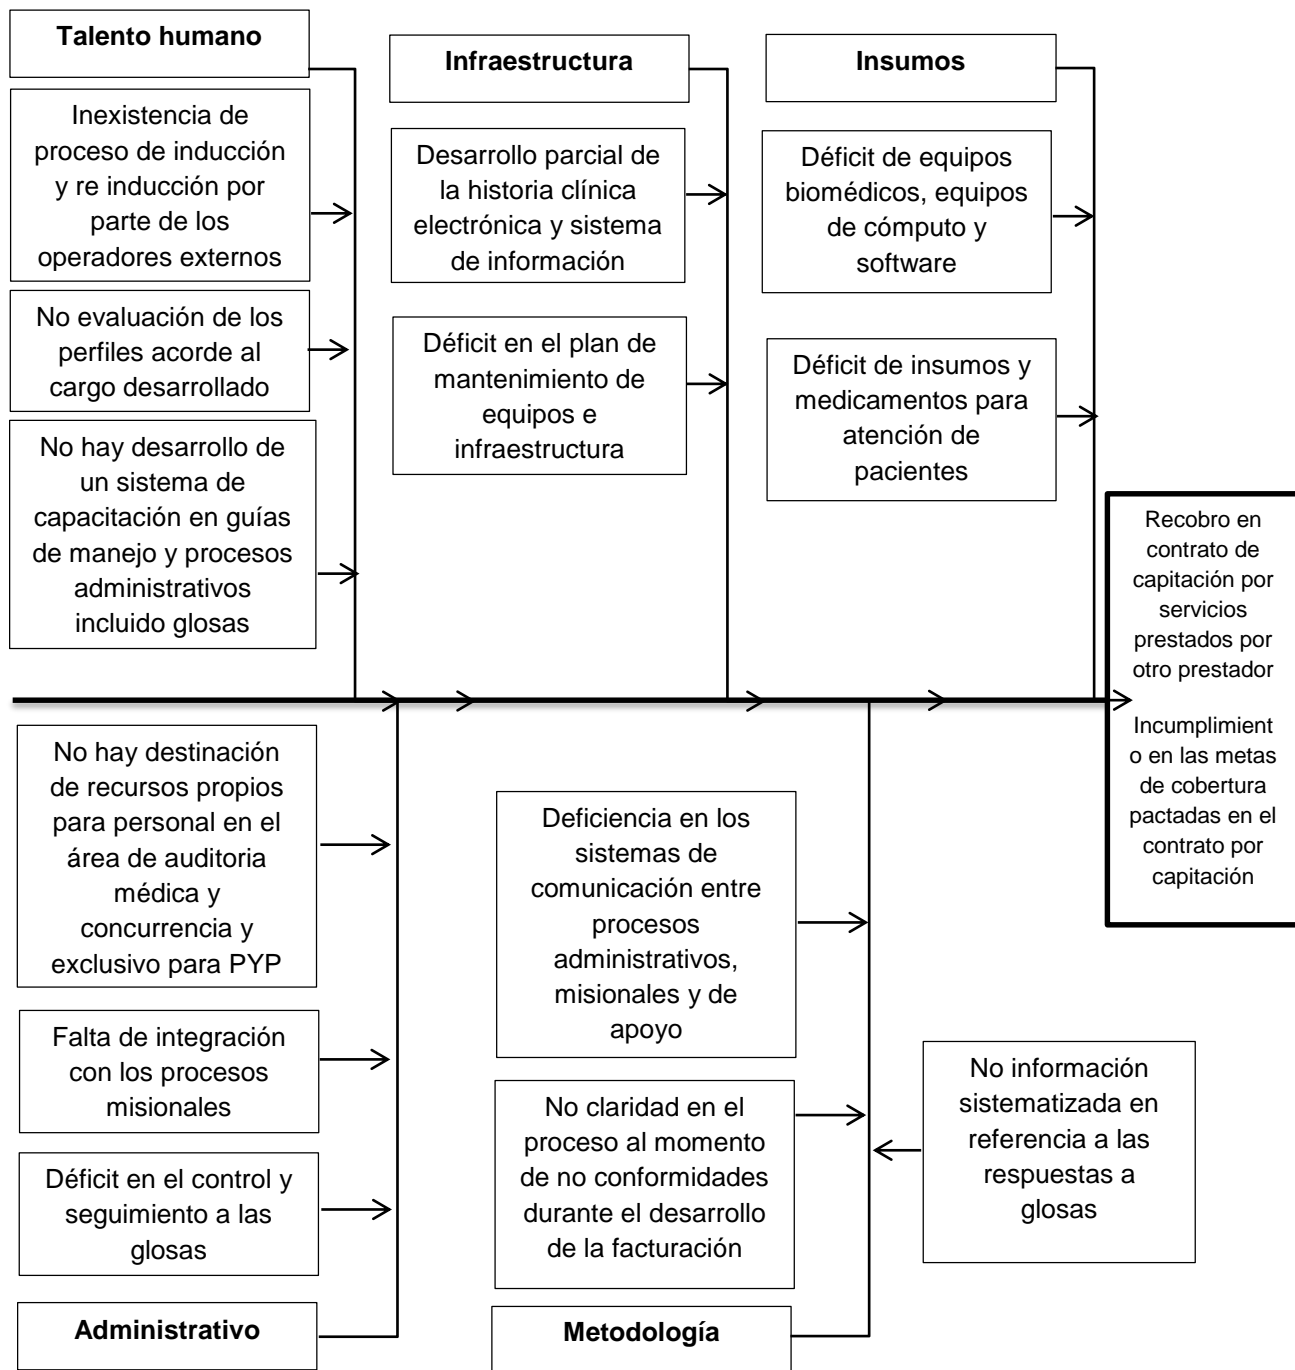 Talento humano
Inexistencia de
proceso de inducción
y re inducción por
parte de los
operadores externos
No evaluación de los
perfiles acorde al
cargo desarrollado
No hay desarrollo de
un sistema de
capacitación en guías
de manejo y procesos
administrativos
incluido glosas
Infraestructura
Desarrollo parcial de
la historia clínica
electrónica y sistema
de información
Déficit en el plan de
mantenimiento de
equipos e
infraestructura
Insumos
Déficit de equipos
biomédicos, equipos
de cómputo y
software
Déficit de insumos y
medicamentos para
atención de
pacientes
Recobro en
contrato de
capitación por
servicios
prestados por
otro prestador
Incumplimient
o en las metas
de cobertura
pactadas en el
contrato por
capitación
No hay destinación
de recursos propios
para personal en el
área de auditoria
médica y
concurrencia y
exclusivo para PYP
Falta de integración
con los procesos
misionales
Déficit en el control y
seguimiento a las
glosas
Administrativo
Deficiencia en los
sistemas de
comunicación entre
procesos
administrativos,
misionales y de
apoyo
No claridad en el
proceso al momento
de no conformidades
durante el desarrollo
de la facturación
Metodología
No información
sistematizada en
referencia a las
respuestas a
glosas